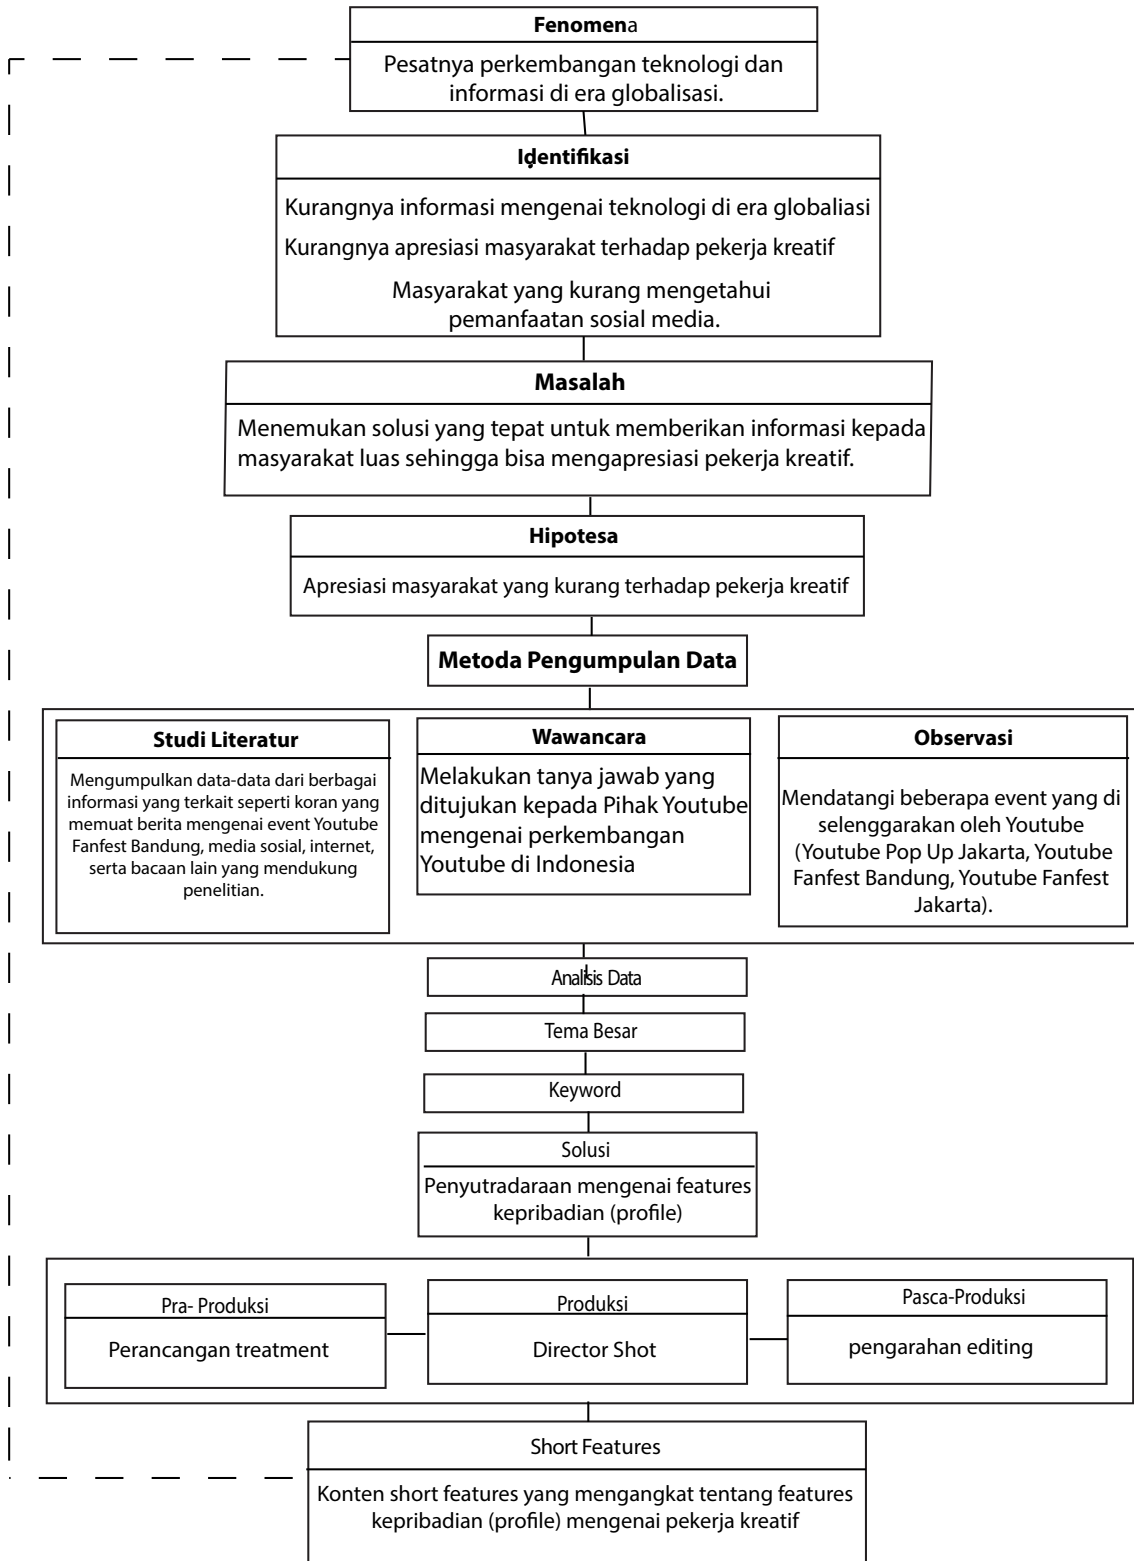 Fenomena
Pesatnya perkembangan teknologi dan
informasi di era globalisasi.
Identifikasi
Kurangnya informasi mengenai teknologi di era globaliasi
Kurangnya apresiasi masyarakat terhadap pekerja kreatif
Masyarakat yang kurang mengetahui
pemanfaatan sosial media.
Masalah
Menemukan solusi yang tepat untuk memberikan informasi kepada
masyarakat luas sehingga bisa mengapresiasi pekerja kreatif.
Hipotesa
Apresiasi masyarakat yang kurang terhadap pekerja kreatif
Metoda Pengumpulan Data
Studi Literatur
Mengumpulkan data-data dari berbagai
informasi yang terkait seperti koran yang
memuat berita mengenai event Youtube
Fanfest Bandung, media sosial, internet,
serta bacaan lain yang mendukung
penelitian.
Wawancara
Melakukan tanya jawab yang
ditujukan kepada Pihak Youtube
mengenai perkembangan
Youtube di Indonesia
Observasi
Mendatangi beberapa event yang di
selenggarakan oleh Youtube
(Youtube Pop Up Jakarta, Youtube
Fanfest Bandung, Youtube Fanfest
Jakarta).
Analisis Data
Tema Besar
Keyword
Solusi
Penyutradaraan mengenai features
kepribadian (profile)
Pra- Produksi
Perancangan treatment
Produksi
Director Shot
Pasca-Produksi
pengarahan editing
Short Features
Konten short features yang mengangkat tentang features
kepribadian (profile) mengenai pekerja kreatif